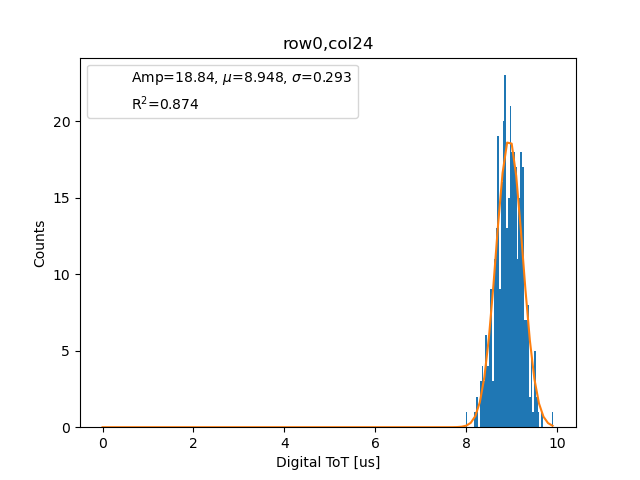 row0,col24
Amp=18.84, μ=8.948, σ=0.293
R²=0.874
Counts
20
15
10
5
0
0 2 4 6 8 10
Digital ToT [us]